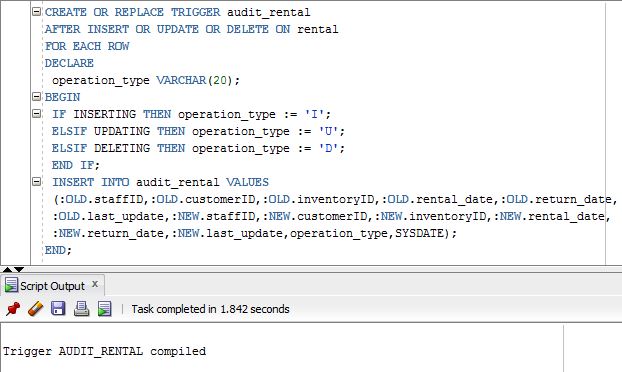 CREATE OR REPLACE TRIGGER audit_rental
AFTER INSERT OR UPDATE OR DELETE ON rental
FOR EACH ROW
DECLARE
 operation_type VARCHAR(20);
BEGIN
 IF INSERTING THEN operation_type := 'I';
 ELSIF UPDATING THEN operation_type := 'U';
 ELSIF DELETING THEN operation_type := 'D';
 END IF;
 INSERT INTO audit_rental VALUES
 (:OLD.staffID,:OLD.customerID,:OLD.inventoryID,:OLD.rental_date,:OLD.return_date,
 :OLD.last_update,:NEW.staffID,:NEW.customerID,:NEW.inventoryID,:NEW.rental_date,
 :NEW.return_date,:NEW.last_update,operation_type,SYSDATE);
END;
Script Output x
Task completed in 1.842 seconds
Trigger AUDIT_RENTAL compiled